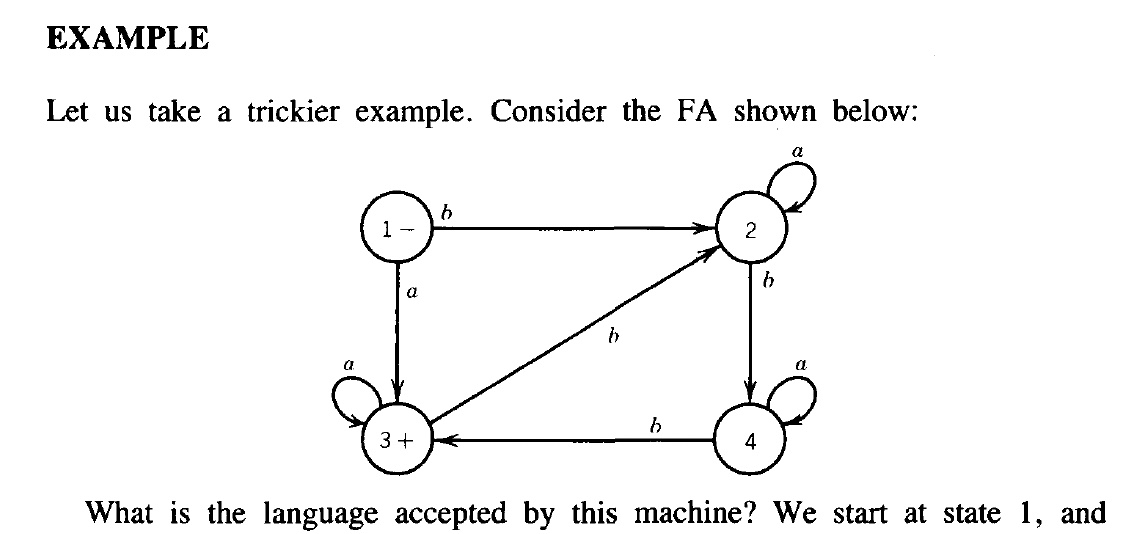 EXAMPLE
Let us take a trickier example. Consider the FA shown below:
a
1 −
b
2
a
b
b
a
a
3 +
b
4
What is the language accepted by this machine? We start at state 1, and